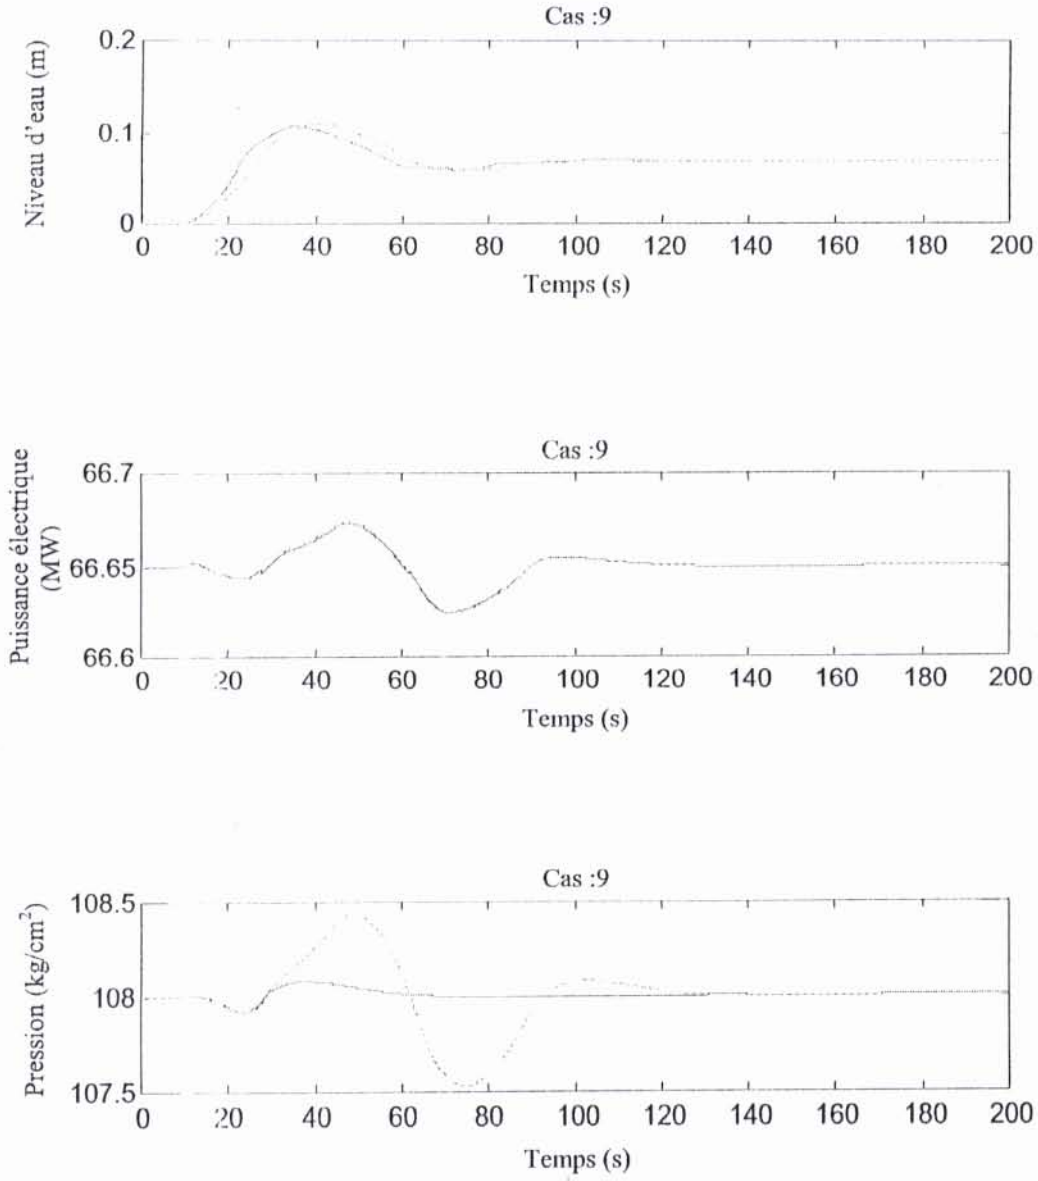 Cas :9
Niveau d'eau (m)
0.2
0.1
0
0 20 40 60 80 100 120 140 160 180 200
Temps (s)
Cas :9
Puissance électrique
(MW)
66.7
66.65
66.6
0 20 40 60 80 100 120 140 160 180 200
Temps (s)
Cas :9
Pression (kg/cm²)
108.5
108
107.5
0 20 40 60 80 100 120 140 160 180 200
Temps (s)